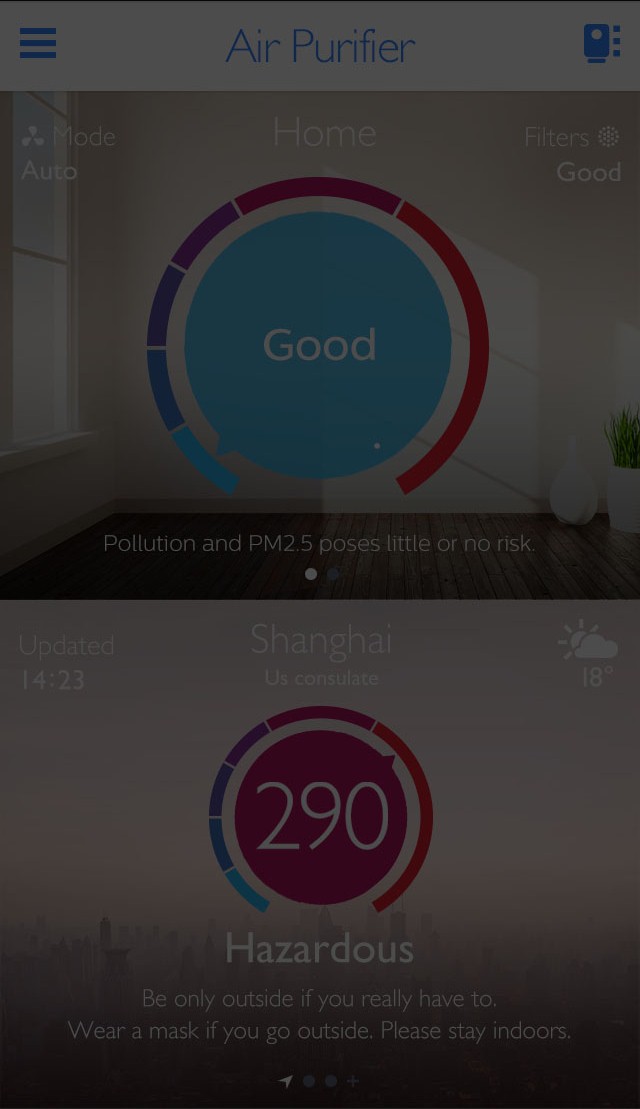 Air Purifier
Mode
Auto
Home
Filters
Good
Good
Pollution and PM2.5 poses little or no risk.
Updated
14:23
Shanghai
Us consulate
18°
290
Hazardous
Be only outside if you really have to.
Wear a mask if you go outside. Please stay indoors.